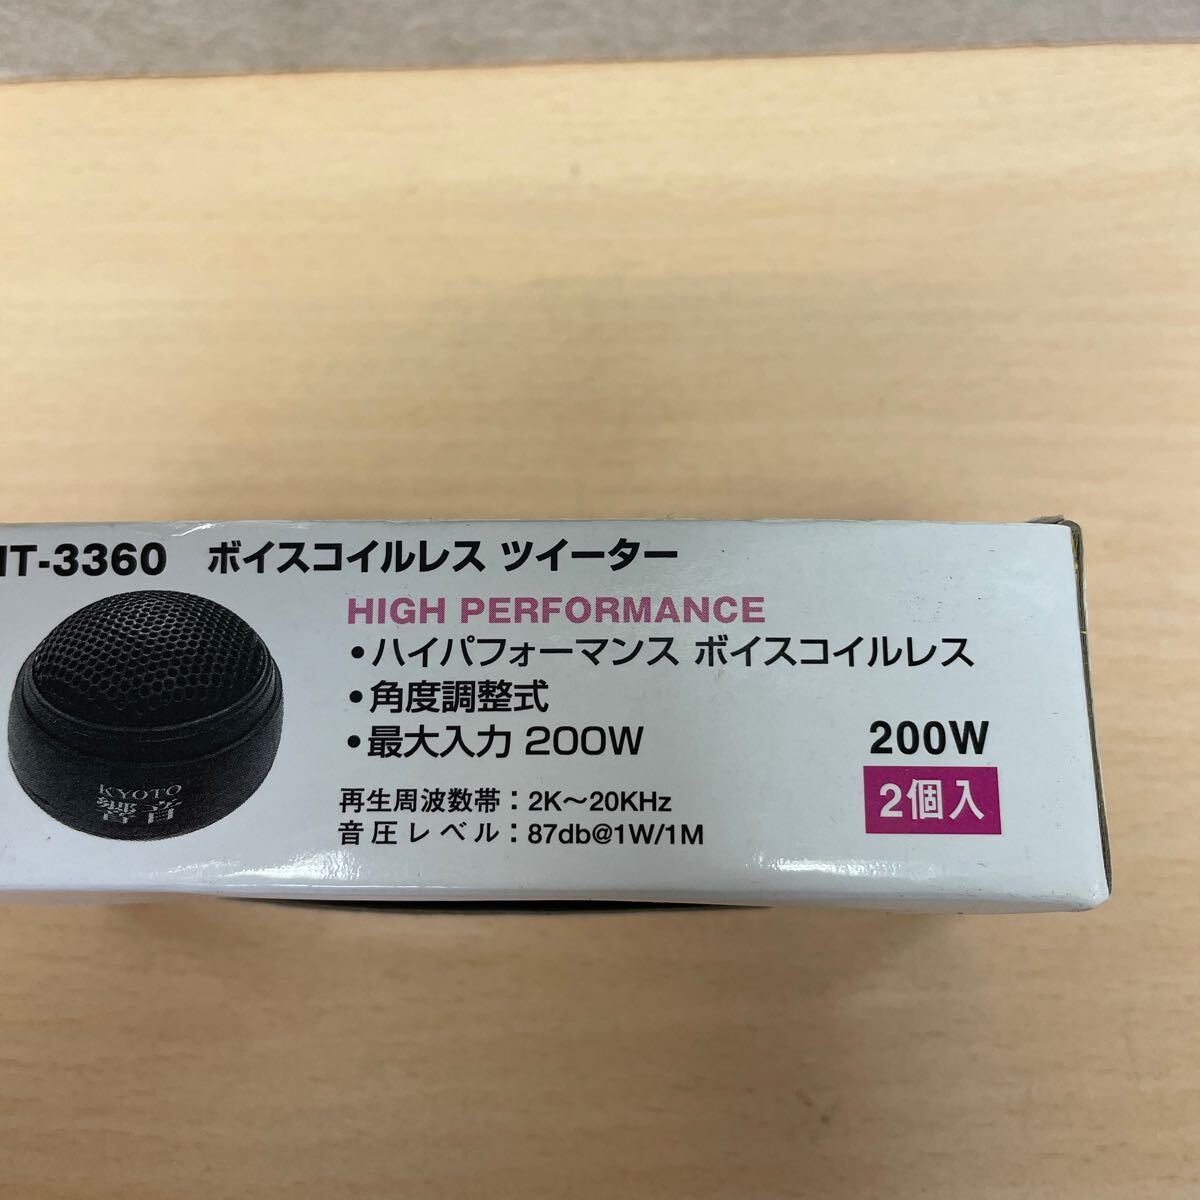 IT-3360 ボイスコイルレス ツイーター
HIGH PERFORMANCE
•ハイパフォーマンス ボイスコイルレス
•角度調整式
•最大入力 200W
再生周波数帯：2K〜20KHz
音圧レベル：87db@1W/1M
200W
2個入
KYOTO
響音